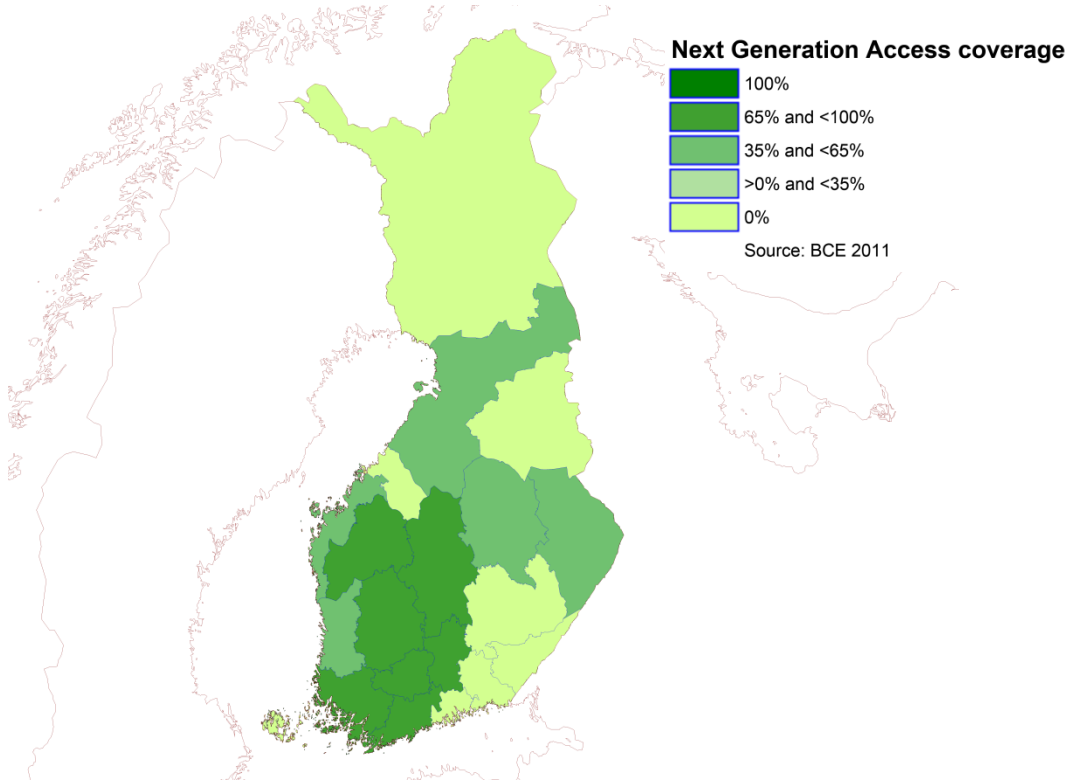 Next Generation Access coverage
100%
65% and <100%
35% and <65%
>0% and <35%
0%
Source: BCE 2011